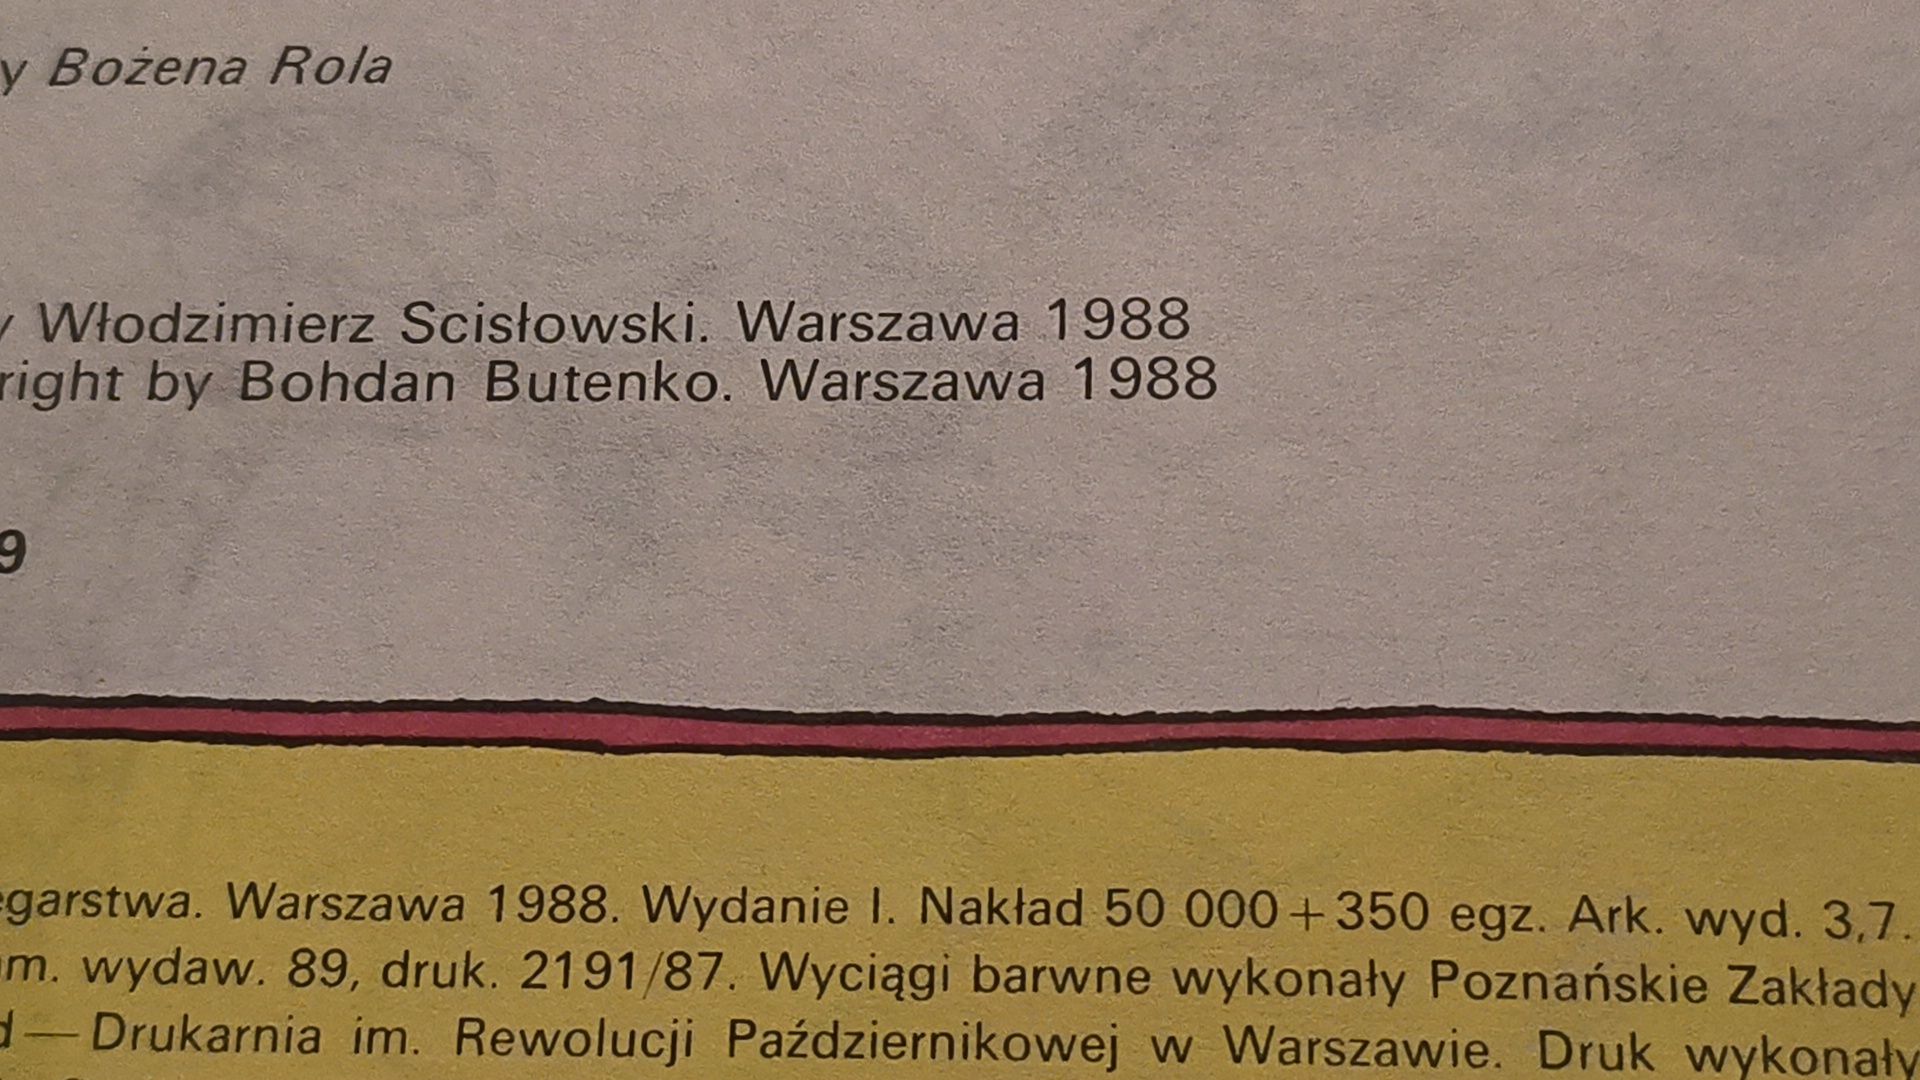 y Bożena Rola
y Włodzimierz Scisłowski. Warszawa 1988
right by Bohdan Butenko. Warszawa 1988
9
ęgarstwa. Warszawa 1988. Wydanie I. Nakład 50 000+350 egz. Ark. wyd. 3,7.
m. wydaw. 89, druk. 2191/87. Wyciągi barwne wykonały Poznańskie Zakłady
d — Drukarnia im. Rewolucji Październikowej w Warszawie. Druk wykonały